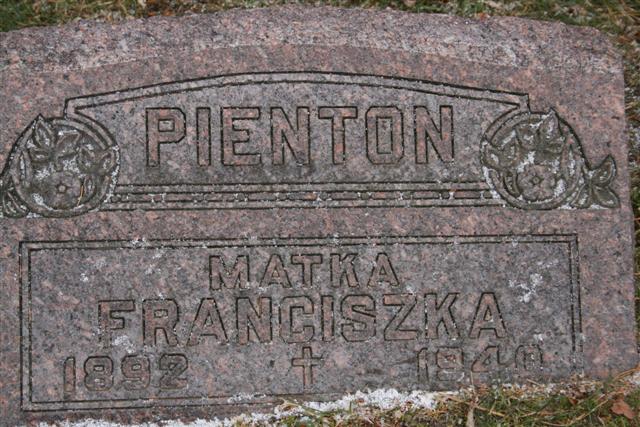 PIENTON
MATKA
FRANCISZKA
1892 † 1940